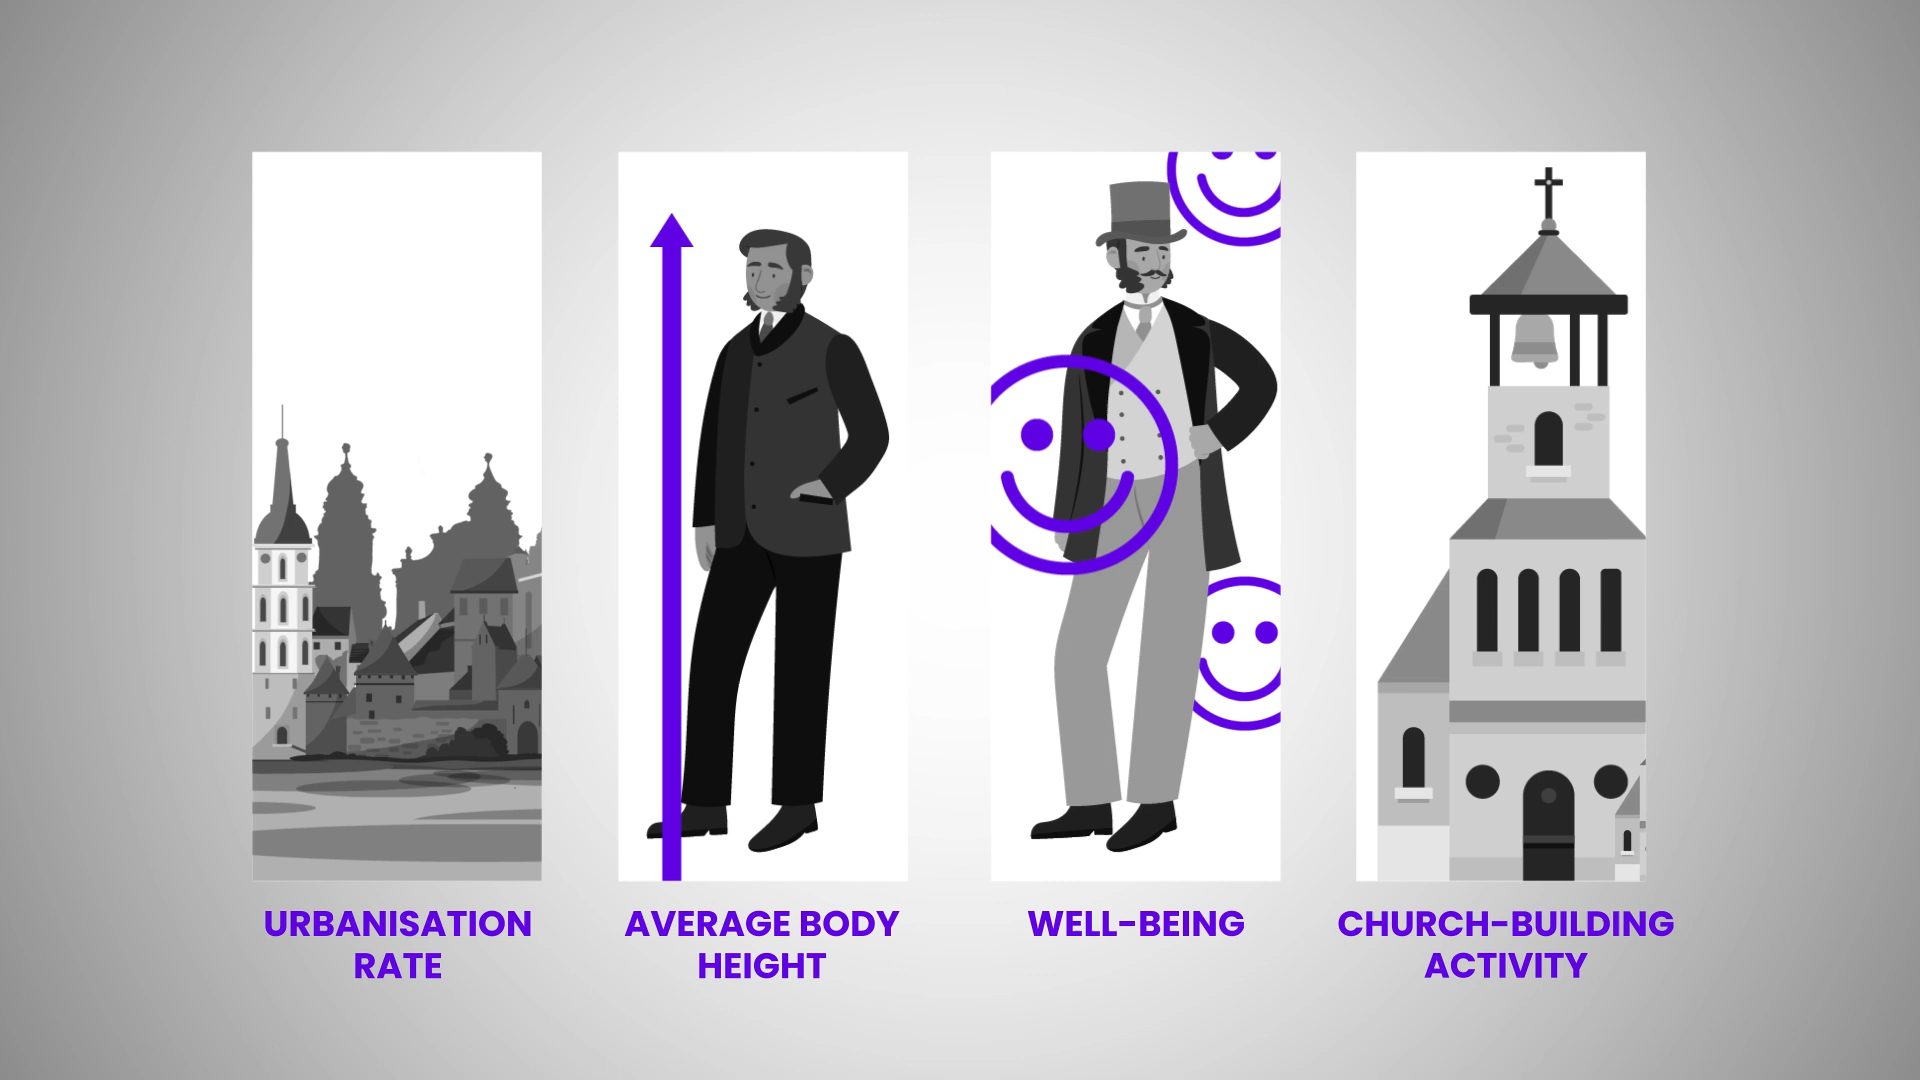 URBANISATION
RATE
AVERAGE BODY
HEIGHT
WELL-BEING
CHURCH-BUILDING
ACTIVITY